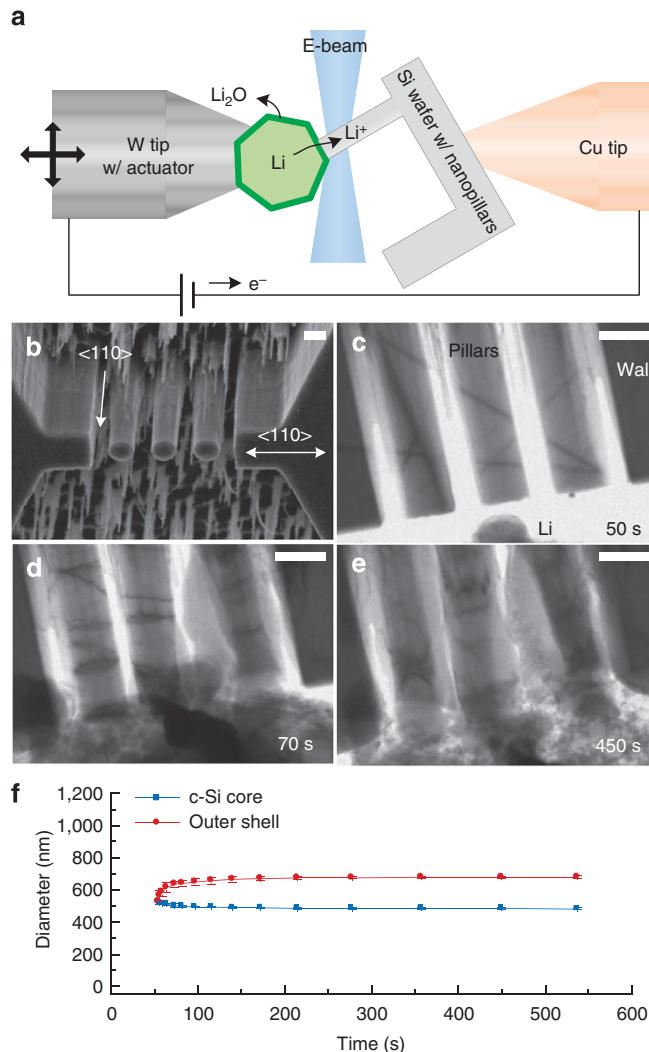 a
E-beam
Li2O
Li+
Li
W tip
w/ actuator
Si wafer w/ nanopillars
Cu tip
e–
b
<110>
<110>
c
Pillars
Wal
Li
50 s
d
70 s
e
450 s
f
1,200
1,000
800
600
400
200
0
Diameter (nm)
c-Si core
Outer shell
0
100
200
300
400
500
600
Time (s)